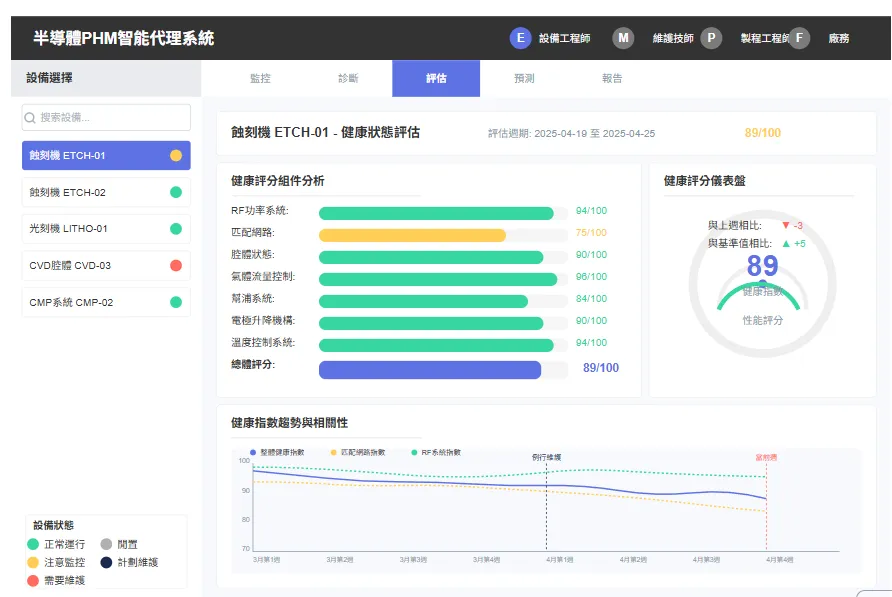 半導體PHM智能代理系統
E 設備工程師 M 維護技師 P 製程工程師 F 廠務
設備選擇
監控 診斷 評估 預測 報告
搜索設備...
蝕刻機 ETCH-01
蝕刻機 ETCH-02
光刻機 LITHO-01
CVD腔體 CVD-03
CMP系統 CMP-02
設備狀態
正常運行 閒置
注意監控 計劃維護
需要維護
蝕刻機 ETCH-01 - 健康狀態評估 評估週期: 2025-04-19 至 2025-04-25 89/100
健康評分組件分析
RF功率系統: 94/100
匹配網路: 75/100
腔體狀態: 90/100
氣體流量控制: 96/100
幫浦系統: 84/100
電極升降機構: 90/100
溫度控制系統: 94/100
總體評分: 89/100
健康評分儀表盤
與上週相比: ▼ -3
與基準值相比: ▲ +5
89
健康指數
性能評分
健康指數趨勢與相關性
整體健康指數 匹配網路指數 RF系統指數
例行維護 當前週
100
90
80
70
3月第1週 3月第2週 3月第3週 3月第4週 4月第1週 4月第2週 4月第3週 4月第4週